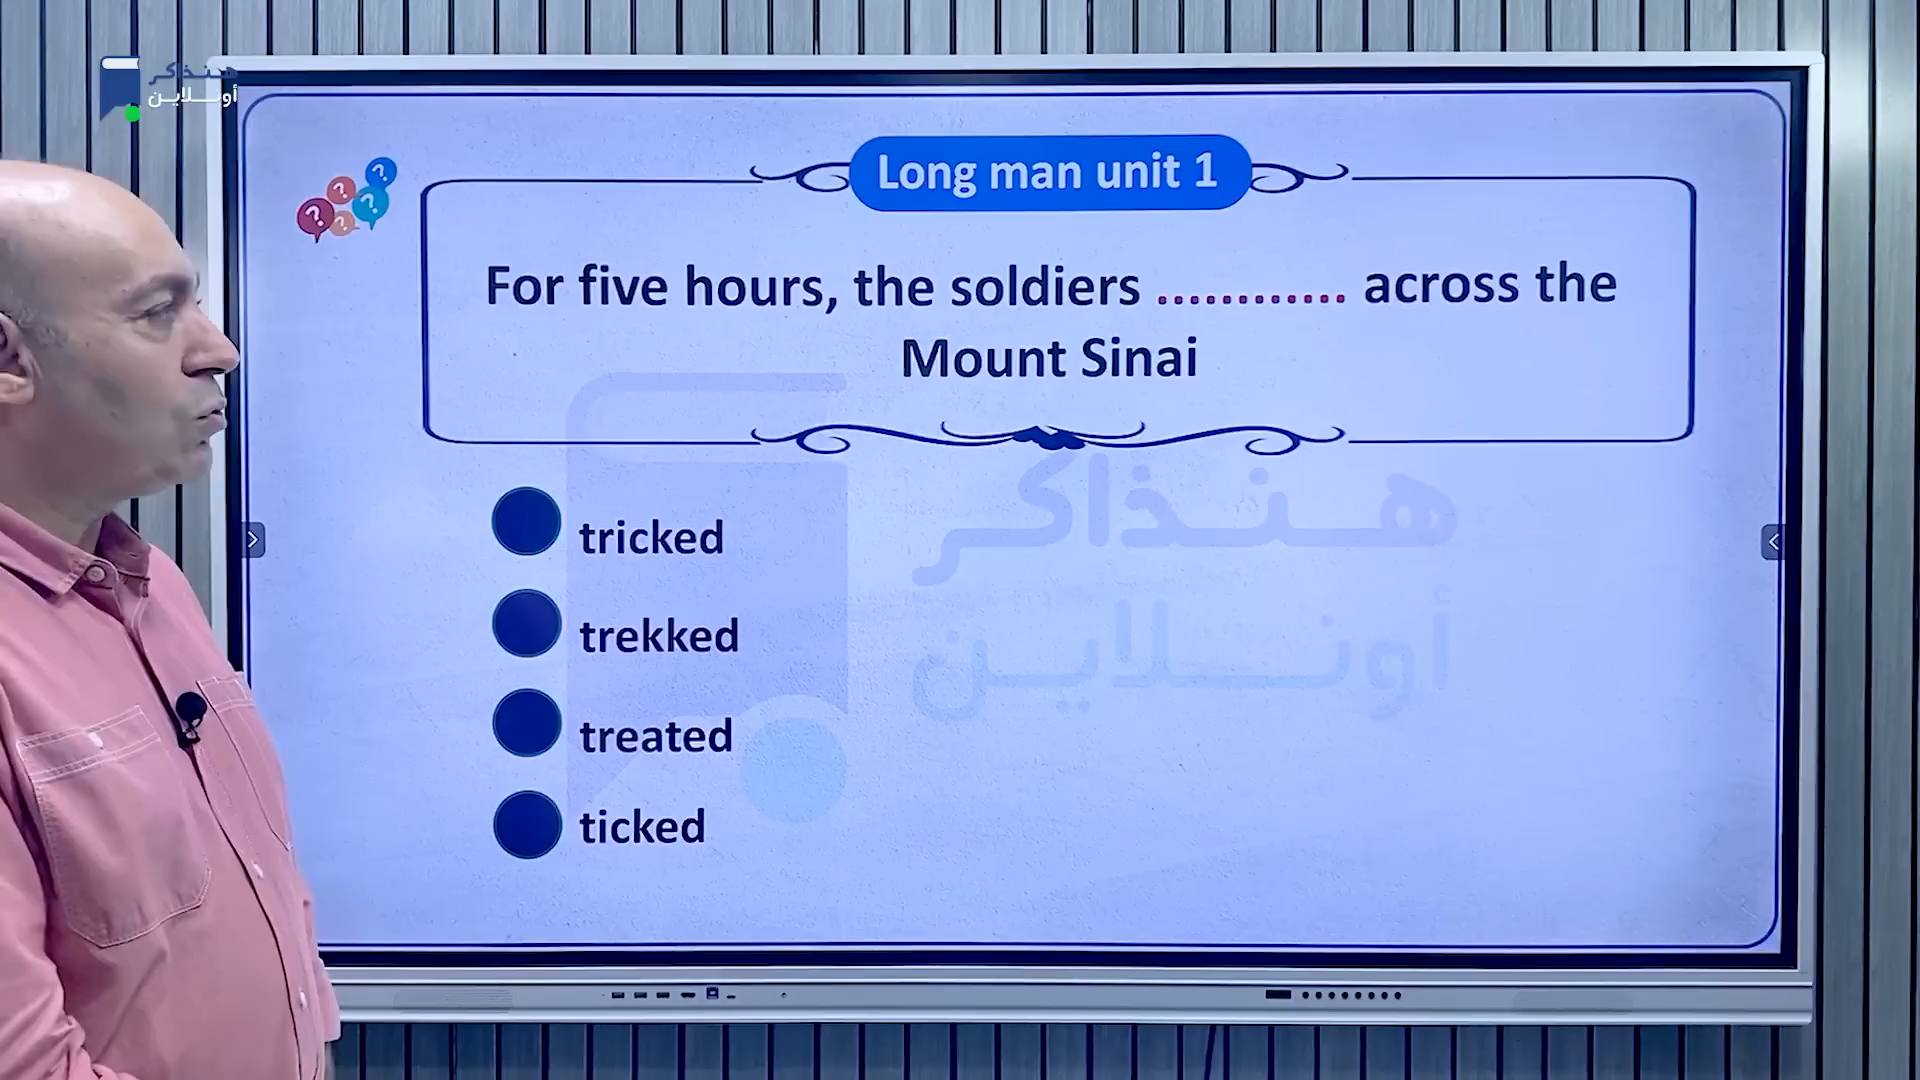 هنذاكر
أونلاين
Long man unit 1
For five hours, the soldiers ............ across the
Mount Sinai
tricked
trekked
treated
ticked
هنذاكر
أونلاين